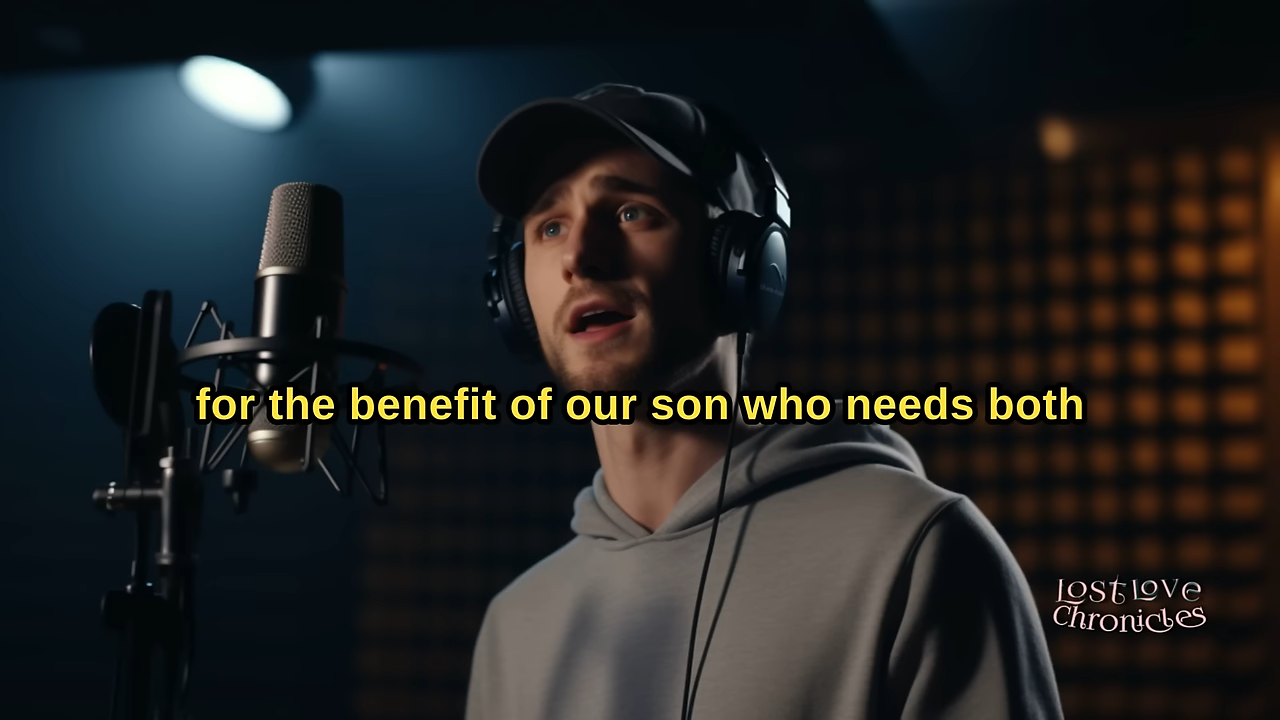 for the benefit of our son who needs both
Lost Love
Chronicles